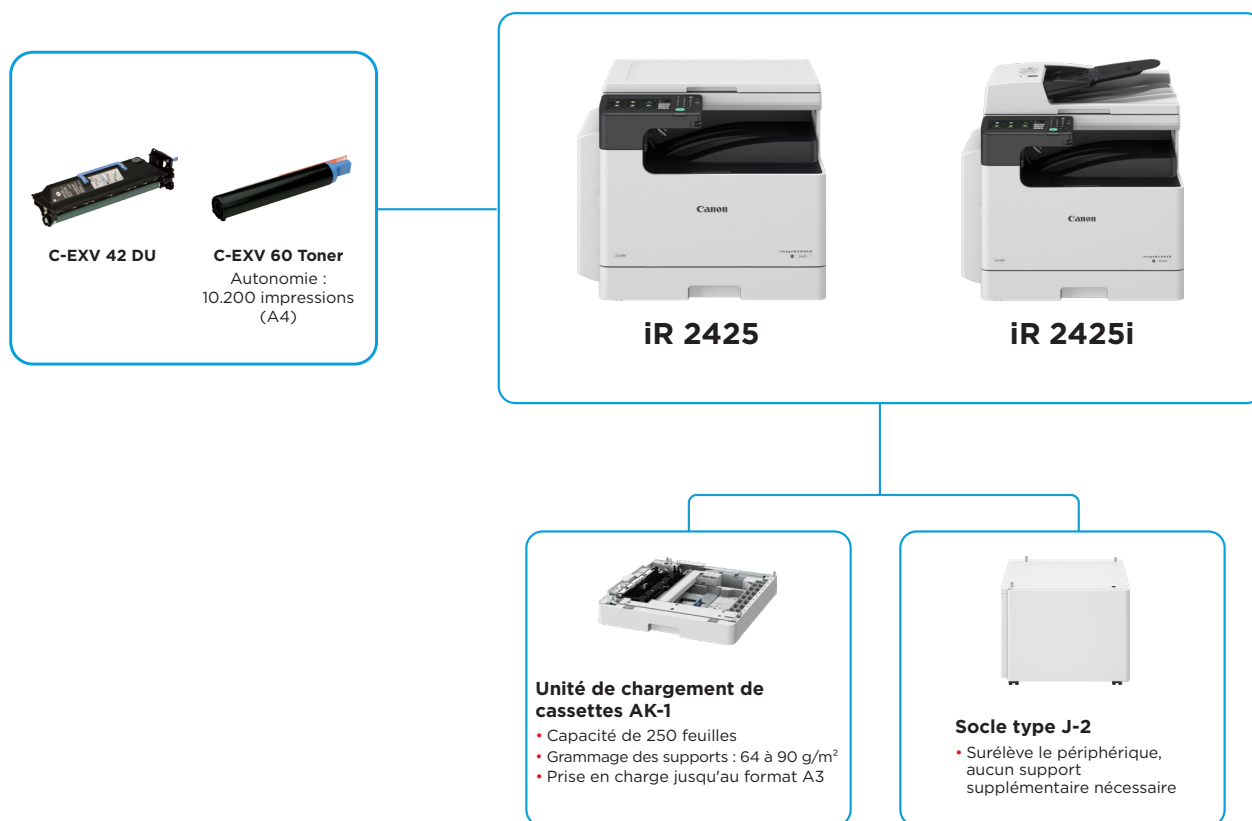 C-EXV 42 DU
C-EXV 60 Toner
Autonomie :
10.200 impressions
(A4)
Canon
Canon
iR 2425
iR 2425i
Unité de chargement de
cassettes AK-1
• Capacité de 250 feuilles
• Grammage des supports : 64 à 90 g/m²
• Prise en charge jusqu'au format A3
Socle type J-2
• Surélève le périphérique,
aucun support
supplémentaire nécessaire